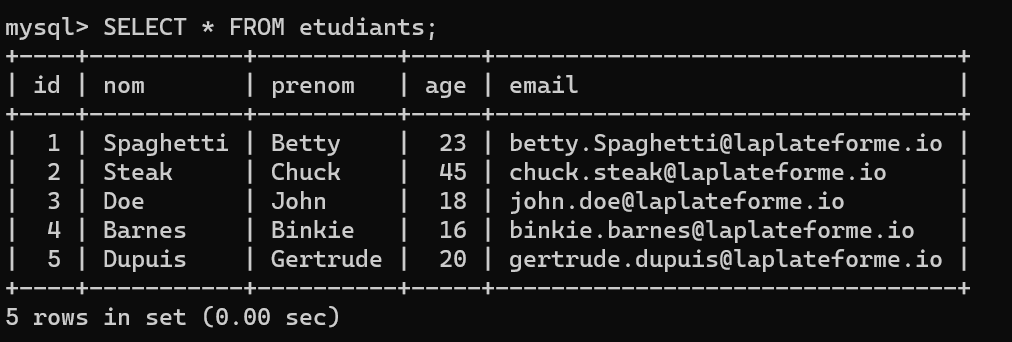 mysql> SELECT * FROM etudiants;
+----+-----------+----------+-----+---------------------------------+
| id | nom       | prenom   | age | email                           |
+----+-----------+----------+-----+---------------------------------+
|  1 | Spaghetti | Betty    |  23 | betty.Spaghetti@laplateforme.io |
|  2 | Steak     | Chuck    |  45 | chuck.steak@laplateforme.io     |
|  3 | Doe       | John     |  18 | john.doe@laplateforme.io        |
|  4 | Barnes    | Binkie   |  16 | binkie.barnes@laplateforme.io   |
|  5 | Dupuis    | Gertrude |  20 | gertrude.dupuis@laplateforme.io |
+----+-----------+----------+-----+---------------------------------+
5 rows in set (0.00 sec)